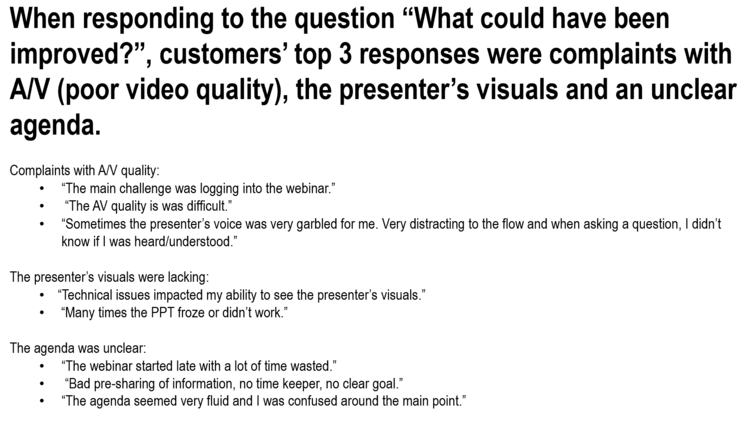 When responding to the question “What could have been
improved?”, customers’ top 3 responses were complaints with
A/V (poor video quality), the presenter’s visuals and an unclear
agenda.
Complaints with A/V quality:
• “The main challenge was logging into the webinar.”
• “The AV quality is was difficult.”
• “Sometimes the presenter’s voice was very garbled for me. Very distracting to the flow and when asking a question, I didn’t
know if I was heard/understood.”
The presenter’s visuals were lacking:
• “Technical issues impacted my ability to see the presenter’s visuals.”
• “Many times the PPT froze or didn’t work.”
The agenda was unclear:
• “The webinar started late with a lot of time wasted.”
• “Bad pre-sharing of information, no time keeper, no clear goal.”
• “The agenda seemed very fluid and I was confused around the main point.”